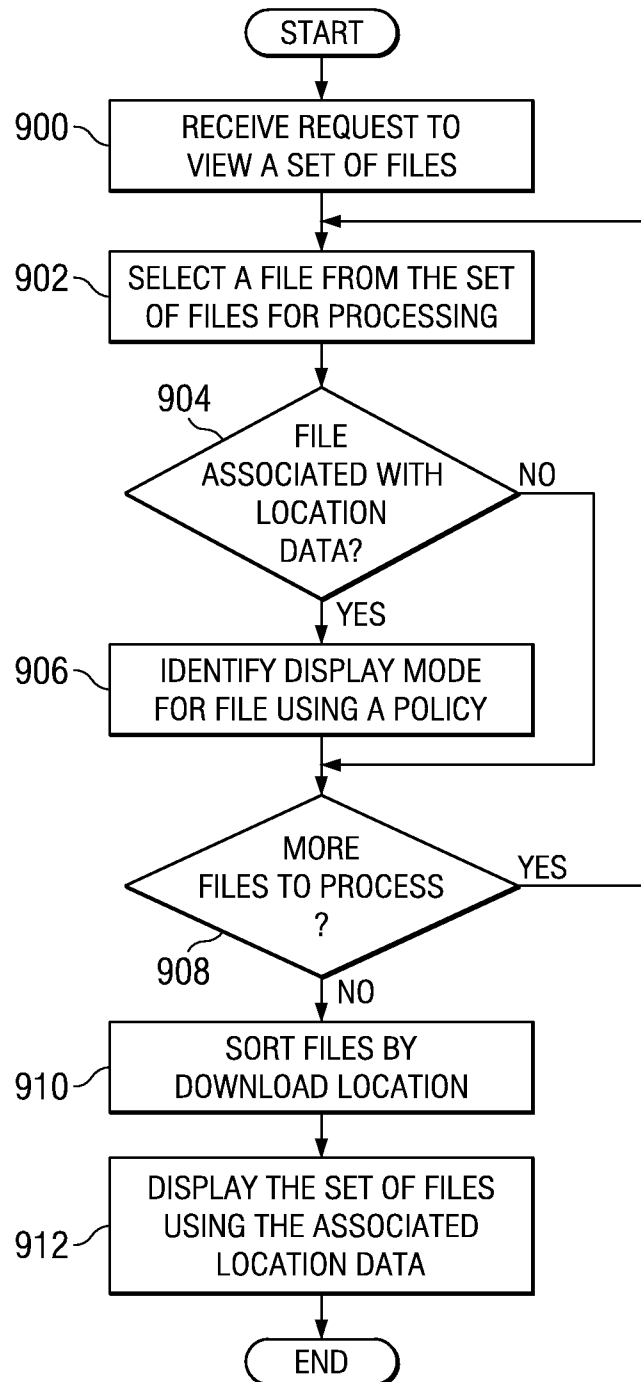 START
900
RECEIVE REQUEST TO
VIEW A SET OF FILES
902
SELECT A FILE FROM THE SET
OF FILES FOR PROCESSING
904
FILE
ASSOCIATED WITH
LOCATION
DATA?
NO
YES
906
IDENTIFY DISPLAY MODE
FOR FILE USING A POLICY
MORE
FILES TO PROCESS
?
YES
908
NO
910
SORT FILES BY
DOWNLOAD LOCATION
912
DISPLAY THE SET OF FILES
USING THE ASSOCIATED
LOCATION DATA
END